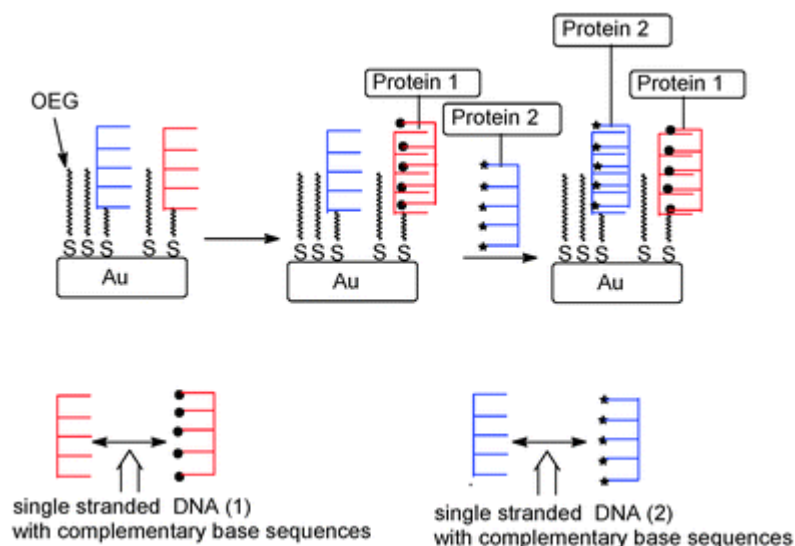 Protein 2
Protein 1
Protein 1
OEG
Protein 2
S S S S S
S S S S S
S S S S S
Au
Au
Au
single stranded DNA (1)
with complementary base sequences
single stranded DNA (2)
with complementary base sequences